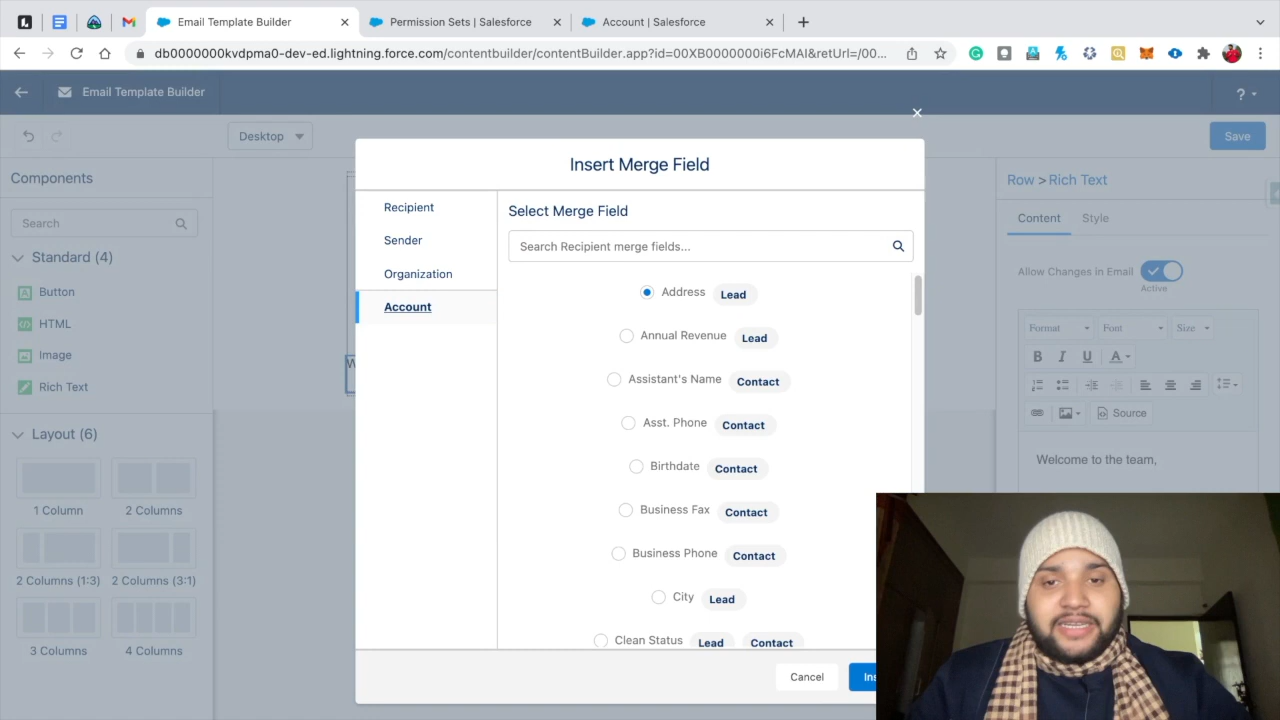 Email Template Builder
Permission Sets | Salesforce
Account | Salesforce
db0000000kvdpma0-dev-ed.lightning.force.com/contentbuilder/contentBuilder.app?id=00XB0000000i6FcMAI&retUrl=/00...
Email Template Builder
?
Desktop
Save
Components
Search
Standard (4)
Button
HTML
Image
Rich Text
Layout (6)
1 Column
2 Columns
2 Columns (1:3)
2 Columns (3:1)
3 Columns
4 Columns
Insert Merge Field
Recipient
Sender
Organization
Account
Select Merge Field
Search Recipient merge fields...
Address Lead
Annual Revenue Lead
Assistant's Name Contact
Asst. Phone Contact
Birthdate Contact
Business Fax Contact
Business Phone Contact
City Lead
Clean Status Lead Contact
Cancel
Ins
Row > Rich Text
Content
Style
Allow Changes in Email
Active
Format
Font
Size
B I U A
Source
Welcome to the team,